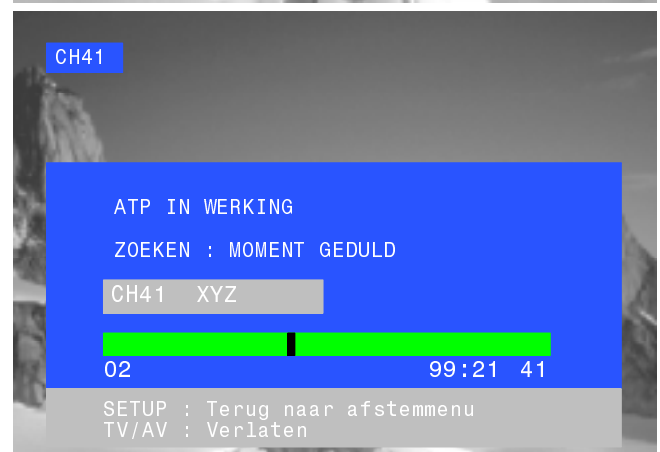 CH41
ATP IN WERKING
ZOEKEN : MOMENT GEDULD
CH41 XYZ
02 99:21 41
SETUP : Terug naar afstemmenu
TV/AV : Verlaten